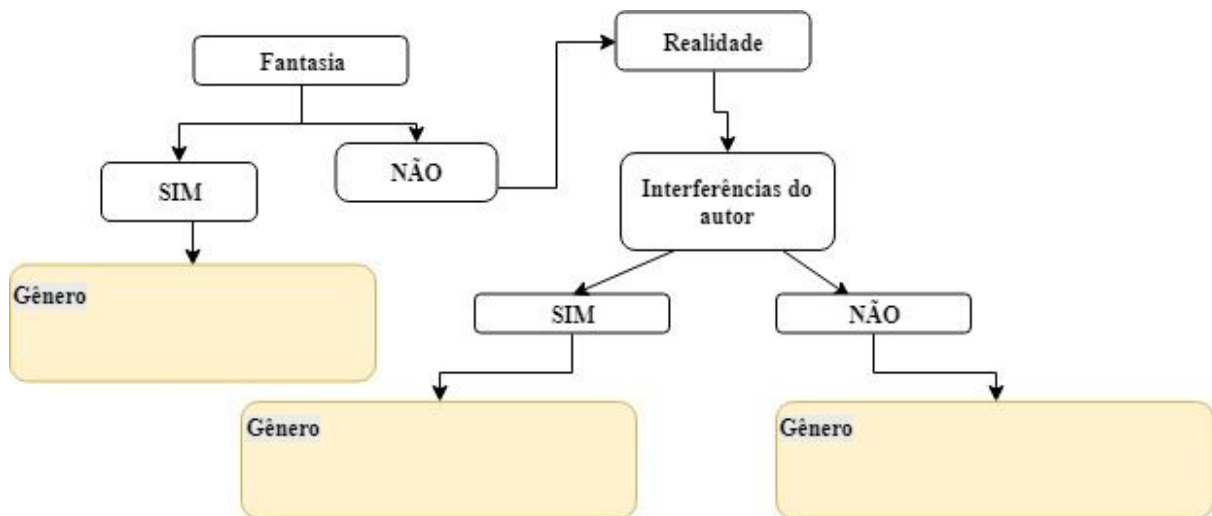 Fantasia
Realidade
SIM
NÃO
Interferências do
autor
Gênero
SIM
NÃO
Gênero
Gênero